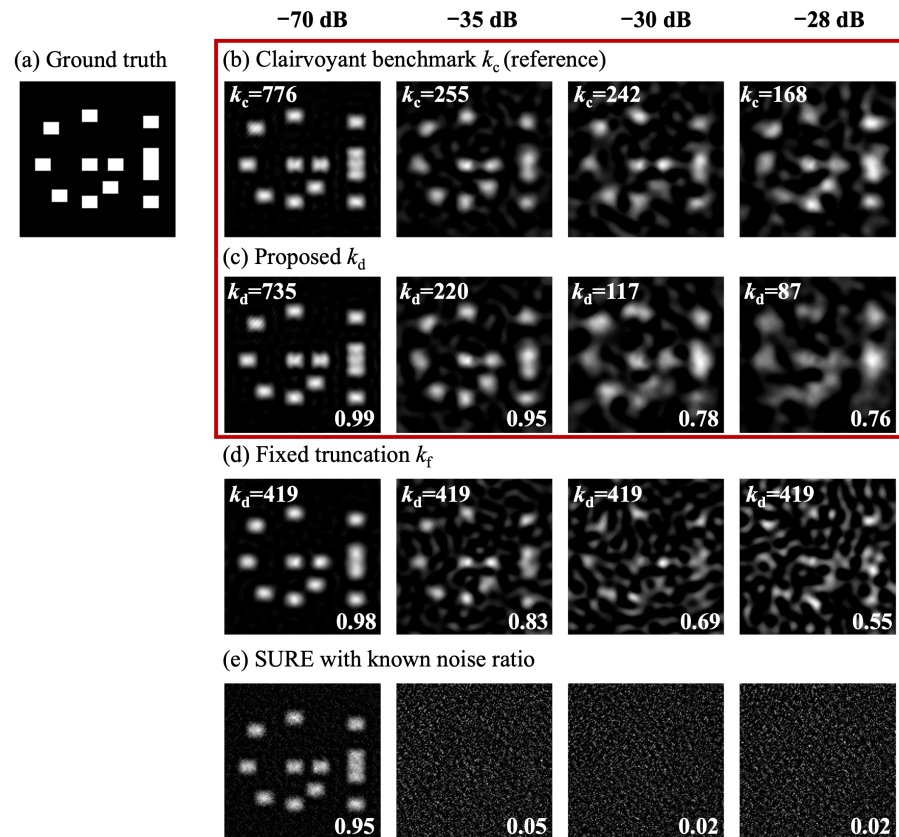 −70 dB −35 dB −30 dB −28 dB
(a) Ground truth
(b) Clairvoyant benchmark kc (reference)
kc=776 kc=255 kc=242 kc=168
(c) Proposed kd
kd=735 kd=220 kd=117 kd=87
0.99 0.95 0.78 0.76
(d) Fixed truncation kf
kd=419 kd=419 kd=419 kd=419
0.98 0.83 0.69 0.55
(e) SURE with known noise ratio
0.95 0.05 0.02 0.02